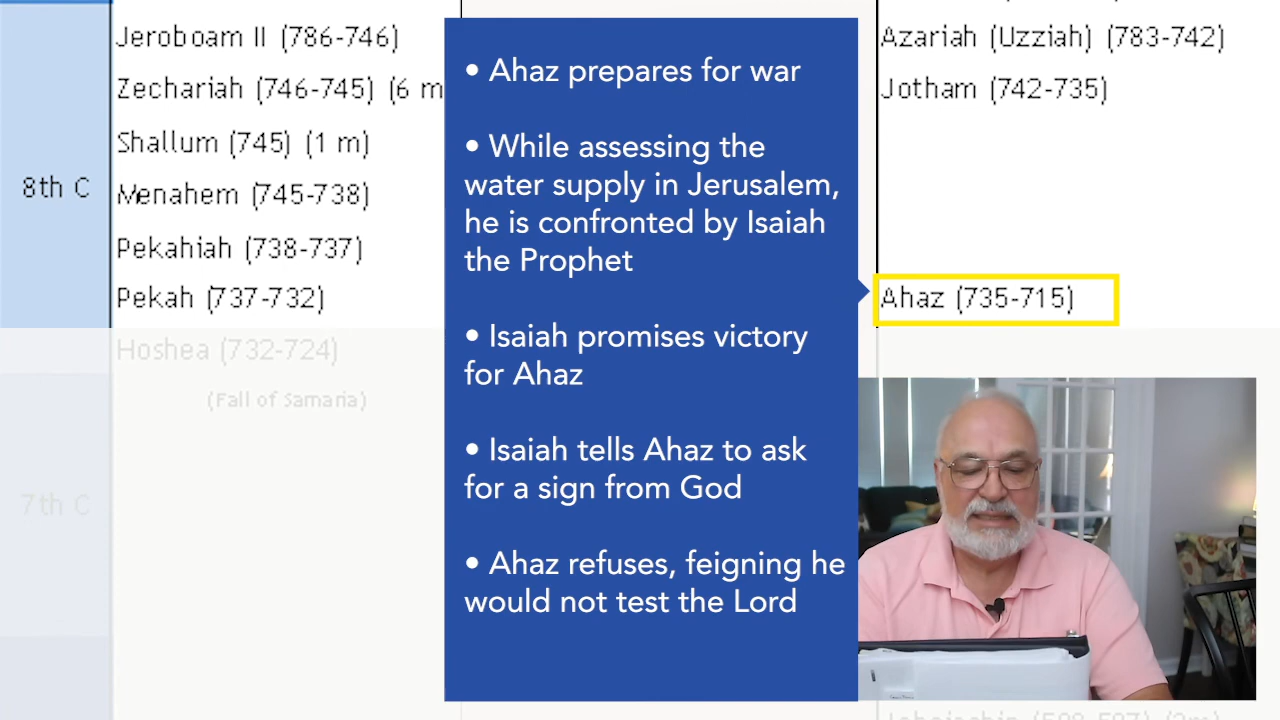 Jeroboam II (786-746)
Zechariah (746-745) (6 m
Shallum (745) (1 m)
8th C
Menahem (745-738)
Pekahiah (738-737)
Pekah (737-732)
Hoshea (732-724)
(Fall of Samaria)
7th C
• Ahaz prepares for war
• While assessing the
water supply in Jerusalem,
he is confronted by Isaiah
the Prophet
• Isaiah promises victory
for Ahaz
• Isaiah tells Ahaz to ask
for a sign from God
• Ahaz refuses, feigning he
would not test the Lord
Azariah (Uzziah) (783-742)
Jotham (742-735)
Ahaz (735-715)